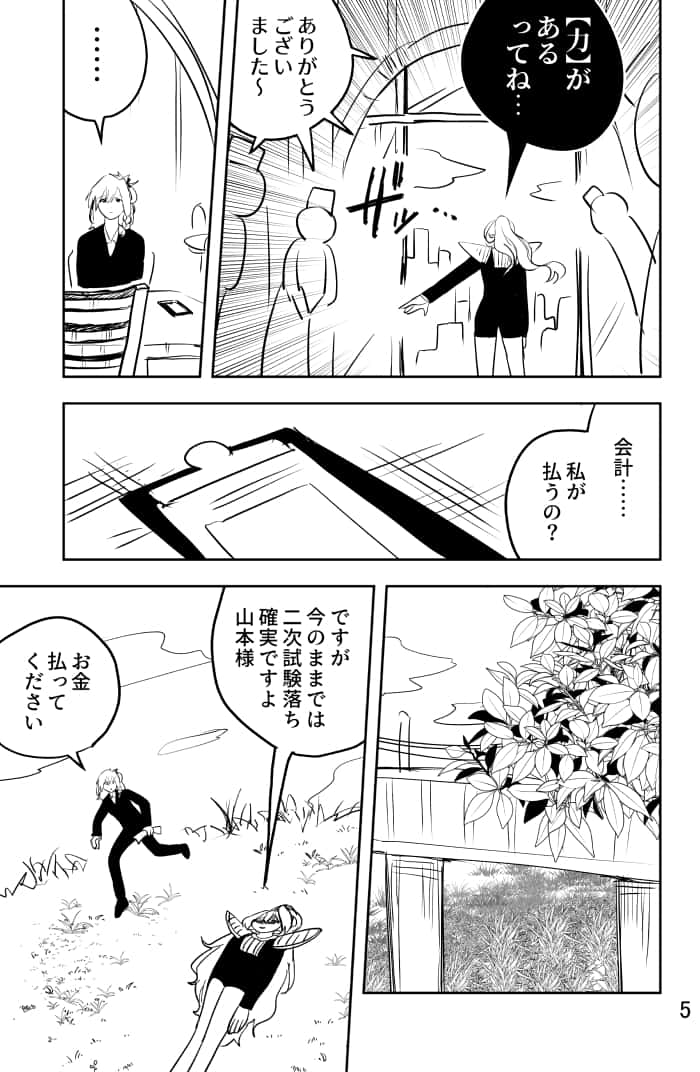 【力】が
ある
ってね…
ありがとう
ござい
ました〜
ザッ…
……
会計……
私が
払うの？
ですが
今のままでは
二次試験落ち
確実ですよ
山本様
お金
払って
ください
5